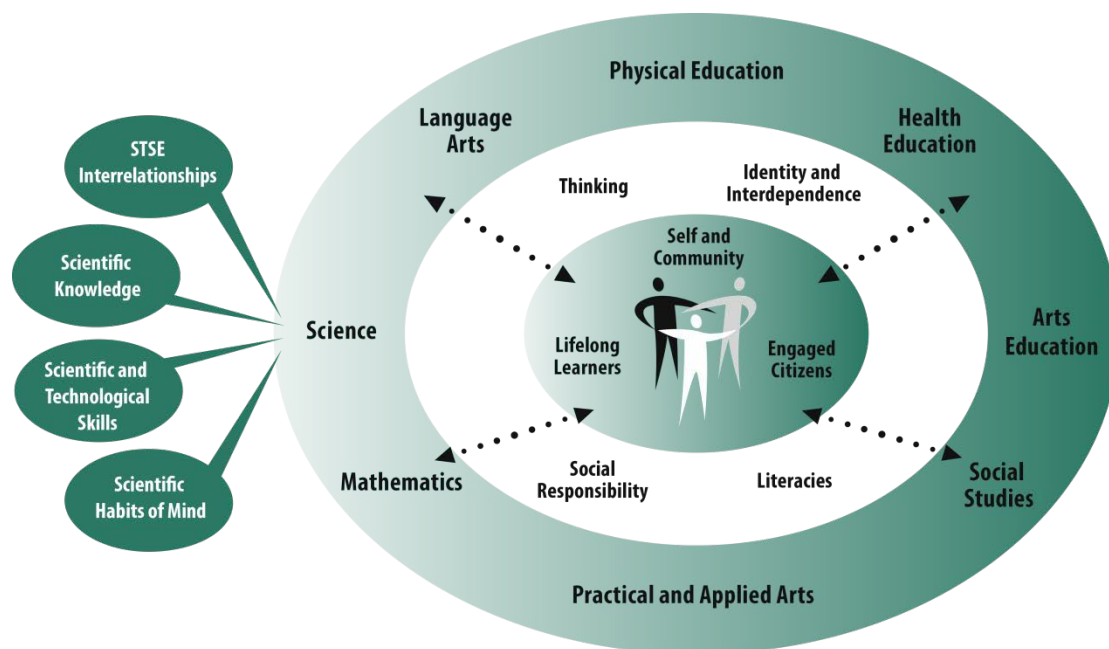 Physical Education
Language
Arts
Health
Education
STSE
Interrelationships
Thinking
Identity and
Interdependence
Self and
Community
Scientific
Knowledge
Science
Lifelong
Learners
Engaged
Citizens
Arts
Education
Scientific and
Technological
Skills
Mathematics
Social
Responsibility
Literacies
Social
Studies
Scientific
Habits of Mind
Practical and Applied Arts